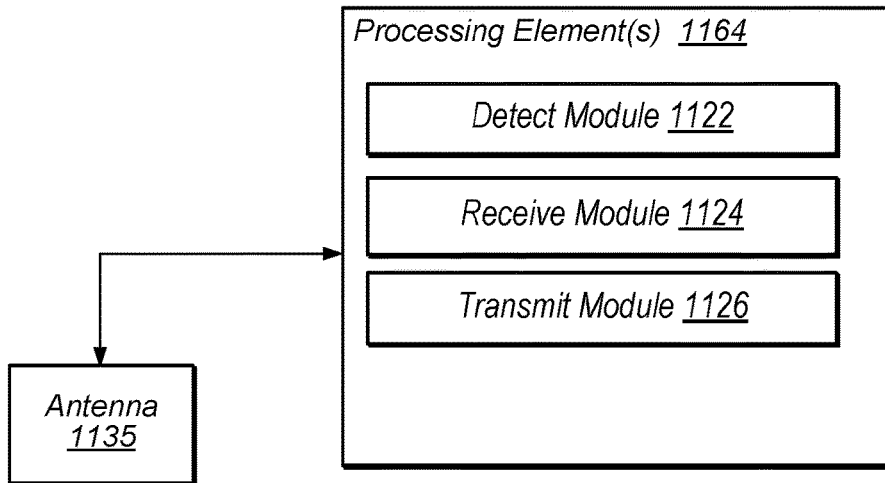 Processing Element(s) 1164
Detect Module 1122
Receive Module 1124
Transmit Module 1126
Antenna
1135